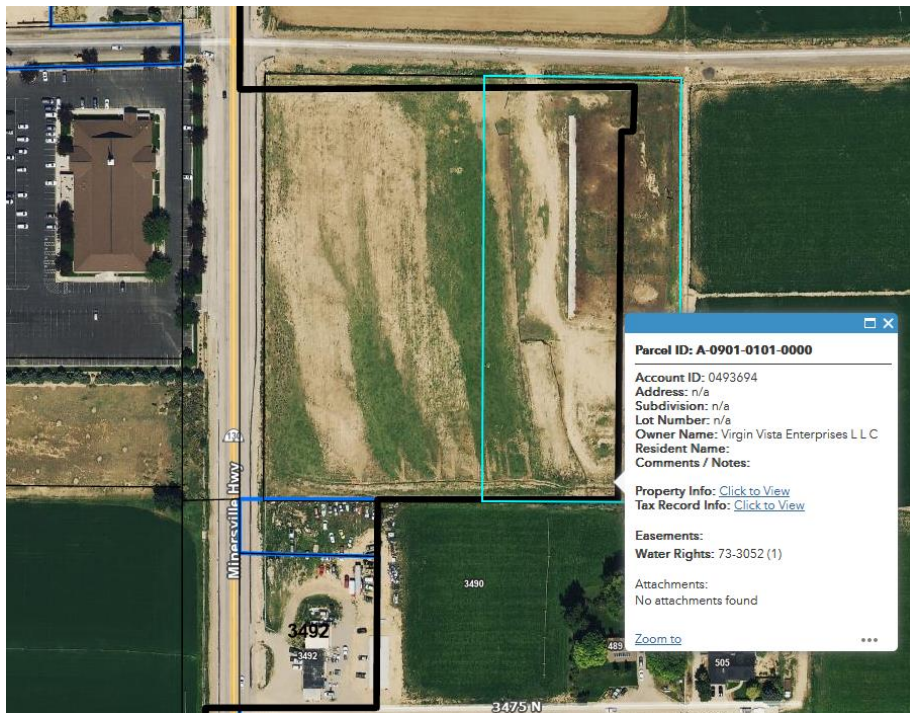 Parcel ID: A-0901-0101-0000
Account ID: 0493694
Address: n/a
Subdivision: n/a
Lot Number: n/a
Owner Name: Virgin Vista Enterprises L L C
Resident Name:
Comments / Notes:
Property Info: Click to View
Tax Record Info: Click to View
Easements:
Water Rights: 73-3052 (1)
Attachments:
No attachments found
Zoom to
Minersville Hwy
3490
3492
3492
489
505
3475 N